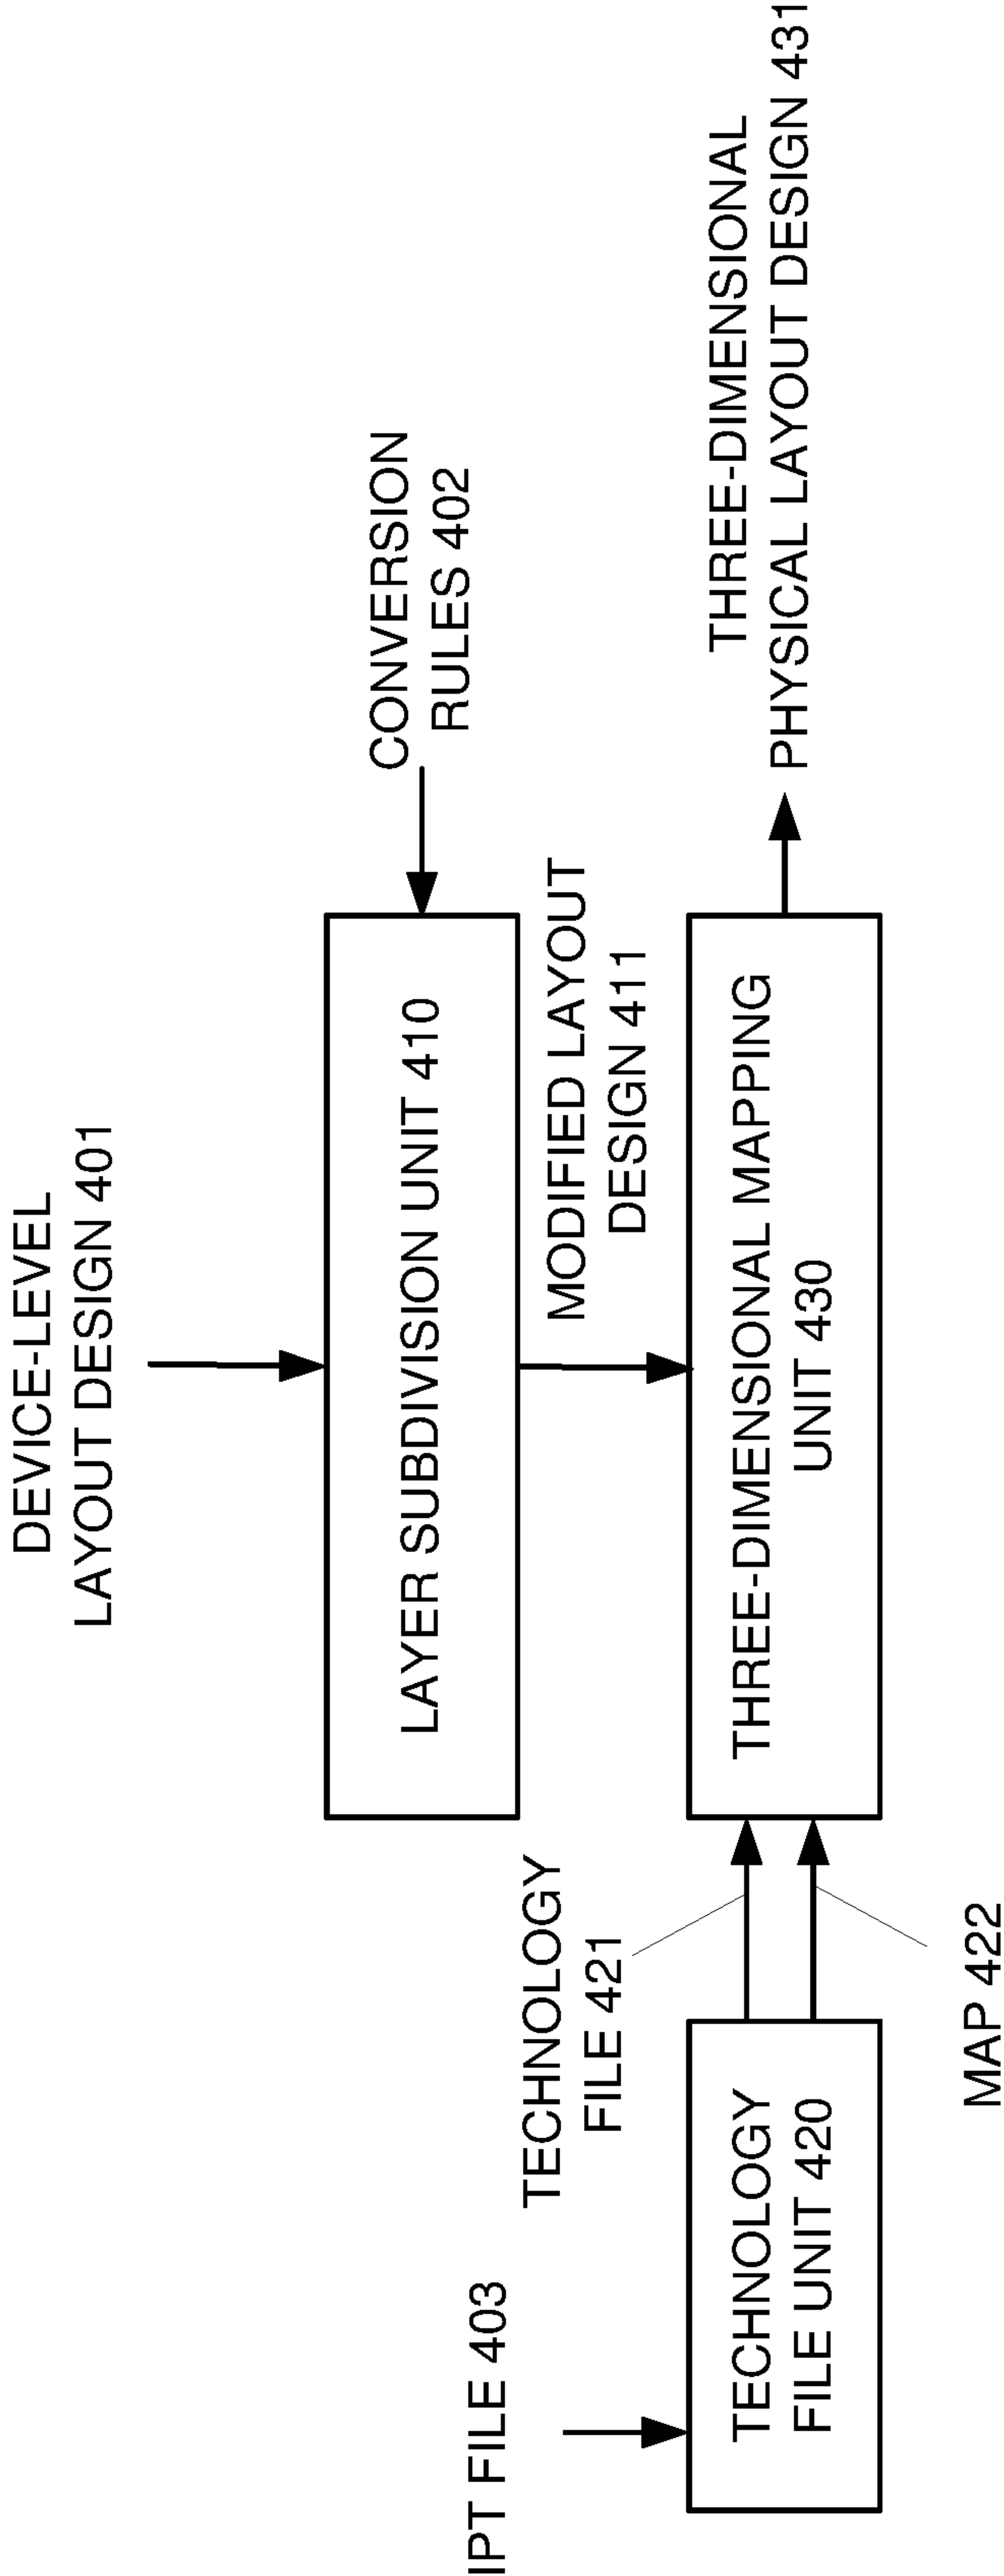 DEVICE-LEVEL
LAYOUT DESIGN 401
LAYER SUBDIVISION UNIT 410
CONVERSION
RULES 402
MODIFIED LAYOUT
DESIGN 411
IPT FILE 403
TECHNOLOGY
FILE 421
TECHNOLOGY
FILE UNIT 420
MAP 422
THREE-DIMENSIONAL MAPPING
UNIT 430
THREE-DIMENSIONAL
PHYSICAL LAYOUT DESIGN 431